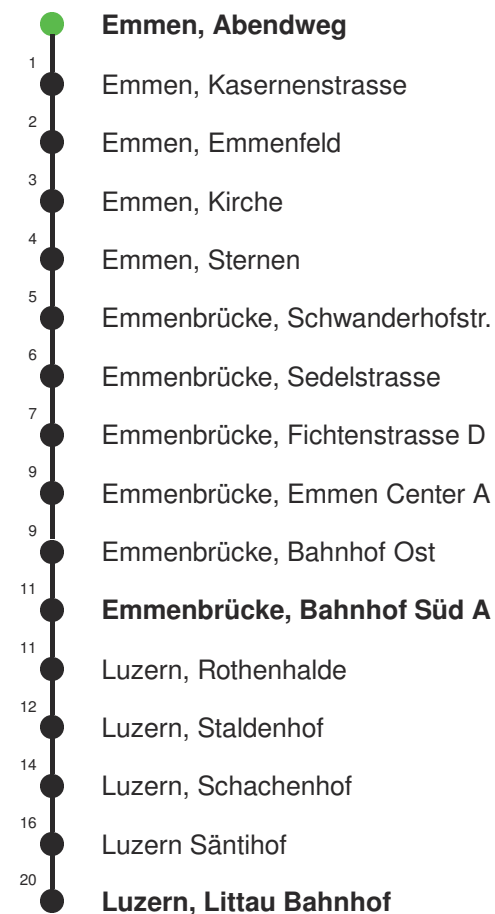 Emmen, Abendweg
1
Emmen, Kasernenstrasse
2
Emmen, Emmenfeld
3
Emmen, Kirche
4
Emmen, Sternen
5
Emmenbrücke, Schwanderhofstr.
6
Emmenbrücke, Sedelstrasse
7
Emmenbrücke, Fichtenstrasse D
9
Emmenbrücke, Emmen Center A
9
Emmenbrücke, Bahnhof Ost
11
Emmenbrücke, Bahnhof Süd A
11
Luzern, Rothenhalde
12
Luzern, Staldenhof
14
Luzern, Schachenhof
16
Luzern Säntihof
20
Luzern, Littau Bahnhof